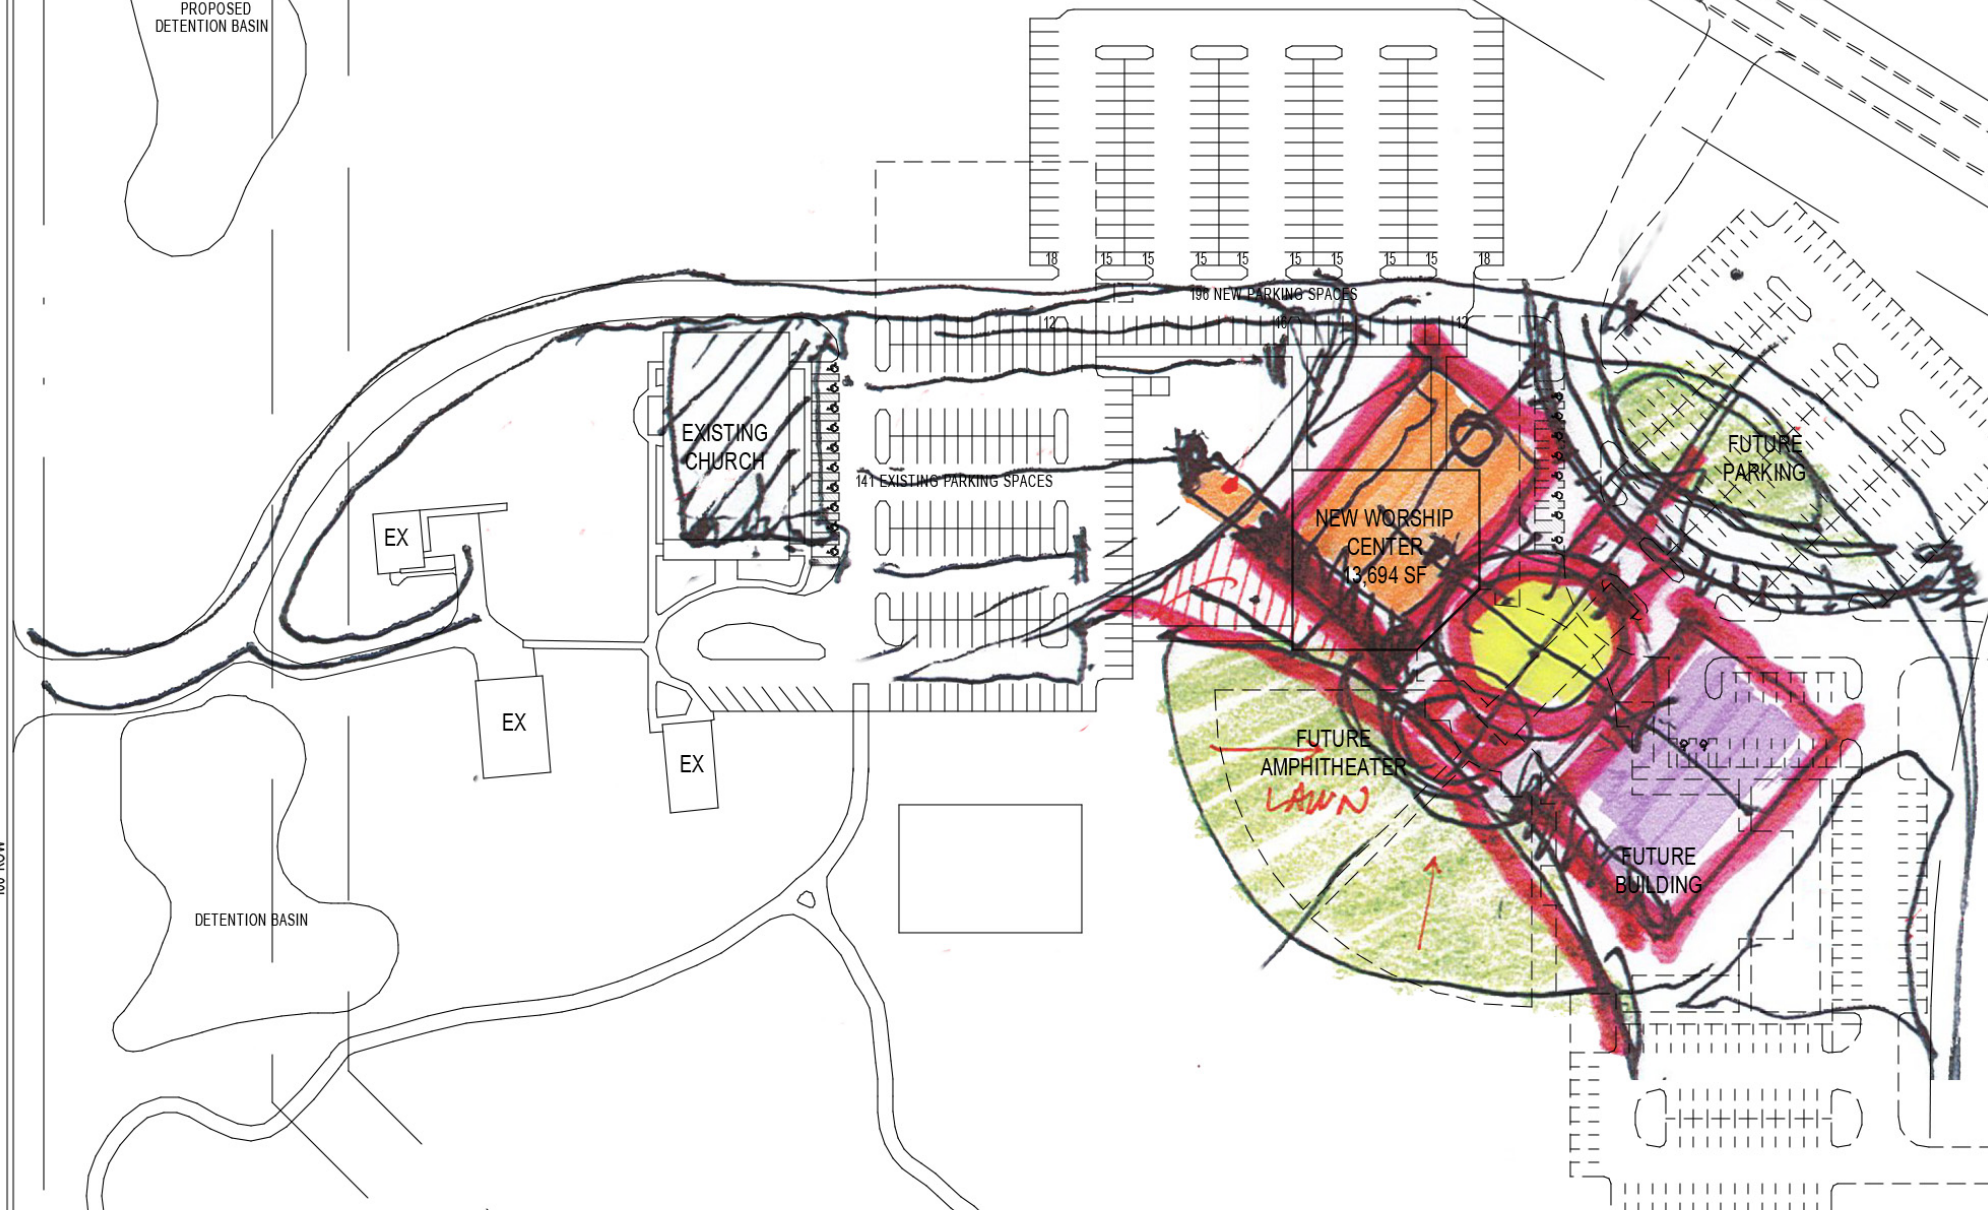 PROPOSED
DETENTION BASIN
18 15 15 15 15 15 15 15 15 18
196 NEW PARKING SPACES
12 16 12
EXISTING
CHURCH
141 EXISTING PARKING SPACES
FUTURE
PARKING
NEW WORSHIP
CENTER
13,694 SF
EX
EX
EX
FUTURE
AMPHITHEATER
LAWN
FUTURE
BUILDING
DETENTION BASIN